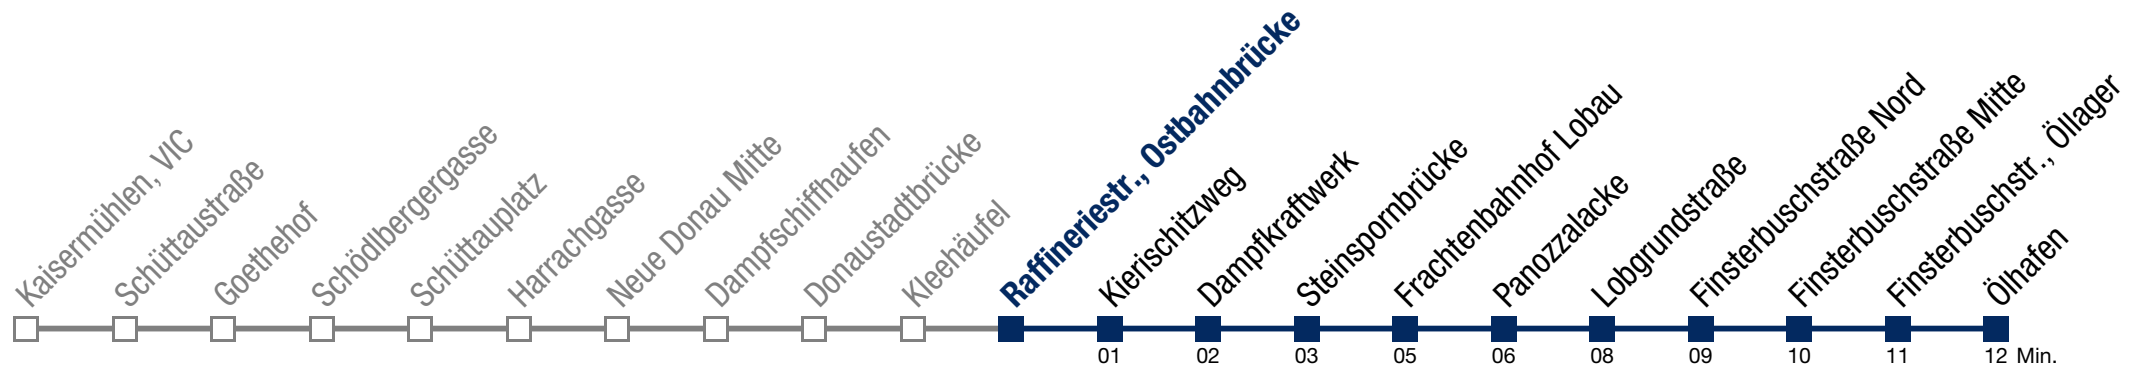 Kaisermühlen, VIC
Schüttaustraße
Goethehof
Schödlbergergasse
Schüttauplatz
Harrachgasse
Neue Donau Mitte
Dampfschiffhaufen
Donaustadtbrücke
Kleehäufel
Raffineriestr., Ostbahnbrücke
Kierischitzweg
Dampfkraftwerk
Steinspornbrücke
Frachtenbahnhof Lobau
Panozzalacke
Lobgrundstraße
Finsterbuschstraße Nord
Finsterbuschstraße Mitte
Finsterbuschstr., Öllager
Ölhafen
01 02 03 05 06 08 09 10 11 12 Min.